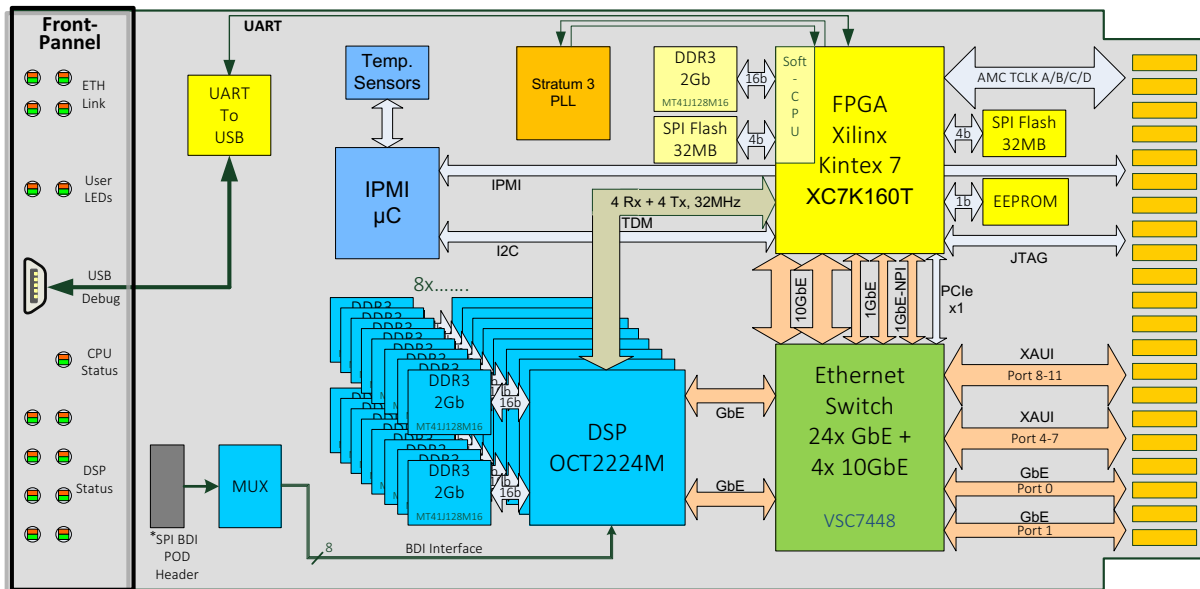 Front-
Pannel
ETH
Link
User
LEDs
USB
Debug
CPU
Status
DSP
Status
UART
UART
To
USB
Temp.
Sensors
IPMI
µC
Stratum 3
PLL
DDR3
2Gb
MT41J128M16
16b
SPI Flash
32MB
4b
Soft
-
C
P
U
FPGA
Xilinx
Kintex 7
XC7K160T
AMC TCLK A/B/C/D
4b
SPI Flash
32MB
1b
EEPROM
JTAG
IPMI
4 Rx + 4 Tx, 32MHz
TDM
I2C
10GbE
1GbE
1GbE-NPI
PCIe
x1
8x.......
DDR3
DDR3
2Gb
MT41J128M16
16b
DDR3
2Gb
MT41J128M16
16b
DSP
OCT2224M
GbE
GbE
Ethernet
Switch
24x GbE +
4x 10GbE
VSC7448
XAUI
Port 8-11
XAUI
Port 4-7
GbE
Port 0
GbE
Port 1
*SPI BDI
POD
Header
MUX
8
BDI Interface